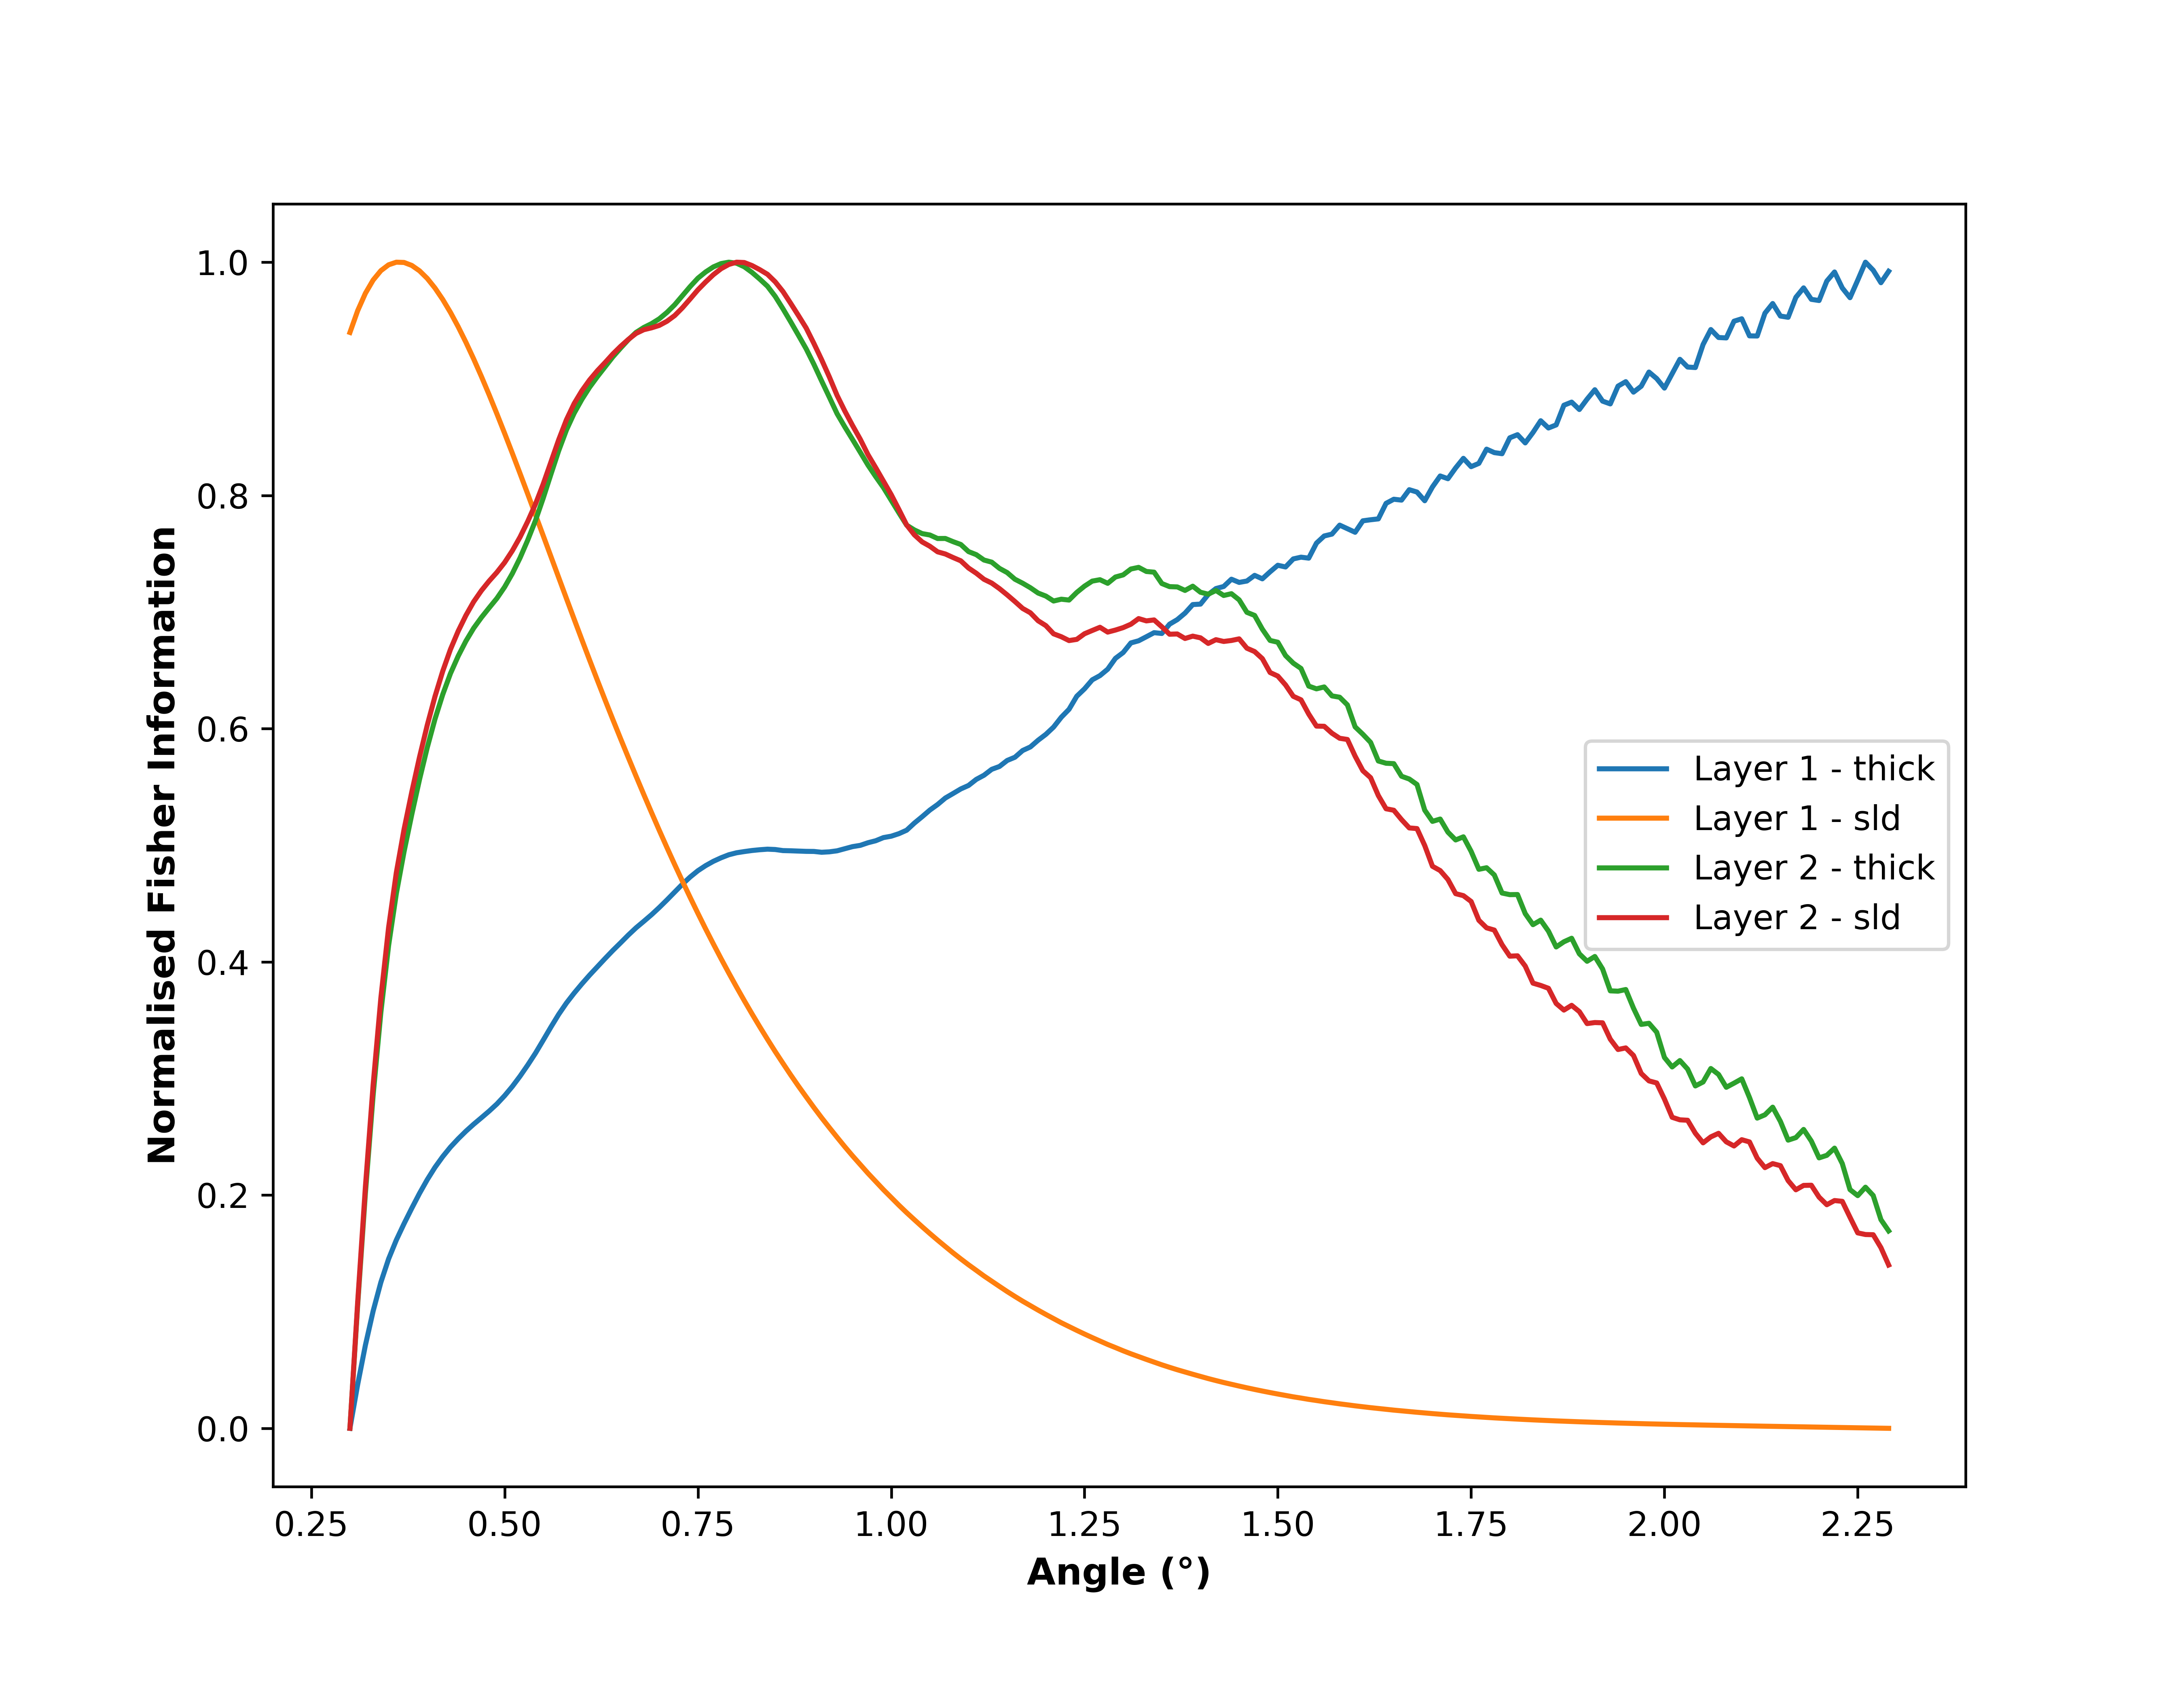 1.0
0.8
0.6
0.4
0.2
0.0
Normalised Fisher Information
Layer 1 - thick
Layer 1 - sld
Layer 2 - thick
Layer 2 - sld
0.25 0.50 0.75 1.00 1.25 1.50 1.75 2.00 2.25
Angle (°)